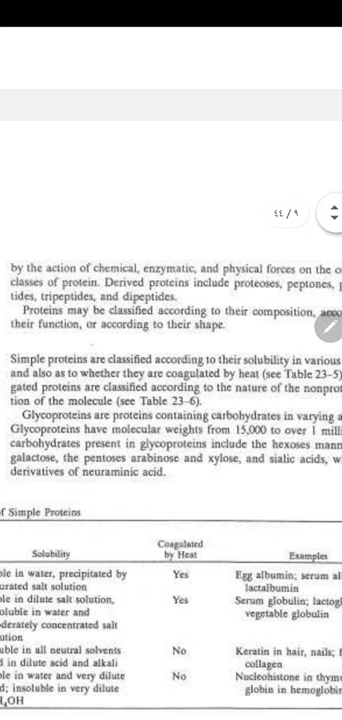 ٤٤ / ٩
by the action of chemical, enzymatic, and physical forces on the
classes of protein. Derived proteins include proteoses, peptones,
tides, tripeptides, and dipeptides.
Proteins may be classified according to their composition,
their function, or according to their shape.
Simple proteins are classified according to their solubility in various
and also as to whether they are coagulated by heat (see Table 23-5)
gated proteins are classified according to the nature of the nonprot
tion of the molecule (see Table 23-6).
Glycoproteins are proteins containing carbohydrates in varying a
Glycoproteins have molecular weights from 15,000 to over 1 mill
carbohydrates present in glycoproteins include the hexoses mann
galactose, the pentoses arabinose and xylose, and sialic acids, w
derivatives of neuraminic acid.
of Simple Proteins
Solubility Coagulated by Heat Examples
ble in water, precipitated by Yes Egg albumin; serum al
urated salt solution lactalbumin
ble in dilute salt solution, Yes Serum globulin; lactogl
oluble in water and vegetable globulin
derately concentrated salt
ution
uble in all neutral solvents No Keratin in hair, nails; f
d in dilute acid and alkali collagen
ble in water and very dilute No Nucleohistone in thymu
d; insoluble in very dilute globin in hemoglobin
H₄OH